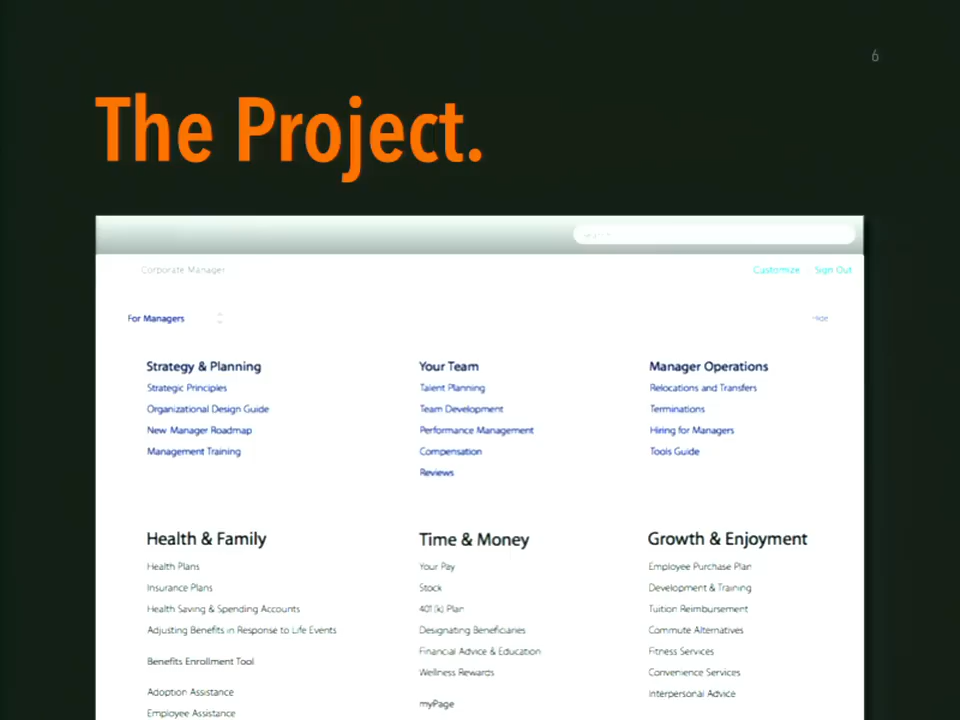 6
The Project.
Search
Corporate Manager
Customize Sign Out
For Managers
Hide
Strategy & Planning
Strategic Principles
Organizational Design Guide
New Manager Roadmap
Management Training
Your Team
Talent Planning
Team Development
Performance Management
Compensation
Reviews
Manager Operations
Relocations and Transfers
Terminations
Hiring for Managers
Tools Guide
Health & Family
Health Plans
Insurance Plans
Health Saving & Spending Accounts
Adjusting Benefits in Response to Life Events
Benefits Enrollment Tool
Adoption Assistance
Employee Assistance
Time & Money
Your Pay
Stock
401 (k) Plan
Designating Beneficiaries
Financial Advice & Education
Wellness Rewards
myPage
Growth & Enjoyment
Employee Purchase Plan
Development & Training
Tuition Reimbursement
Commute Alternatives
Fitness Services
Convenience Services
Interpersonal Advice